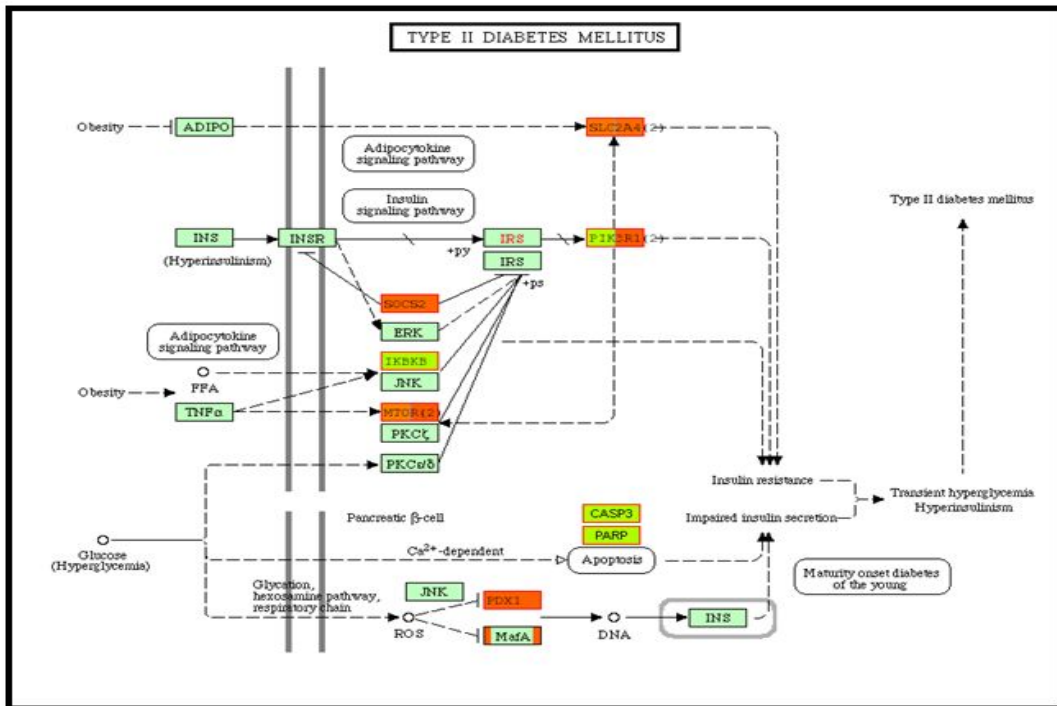 TYPE II DIABETES MELLITUS
Obesity
ADIPO
SLC2A4(2)
Adipocytokine
signaling pathway
Insulin
signaling pathway
Type II diabetes mellitus
INS
INSR
IRS
PIK3R1(2)
(Hyperinsulinism)
+py
IRS
+ps
SOCS2
ERK
Adipocytokine
signaling pathway
IKBKB
JNK
FFA
Obesity
TNFα
MTOR(2)
PKCζ
PKCε/δ
Insulin resistance
Transient hyperglycemia
Hyperinsulinism
Pancreatic β-cell
CASP3
Impaired insulin secretion
PARP
Glucose
(Hyperglycemia)
Ca2+-dependent
Apoptosis
Maturity onset diabetes
of the young
Glycation,
hexosamine pathway,
respiratory chain
JNK
PDX1
ROS
MafA
DNA
INS